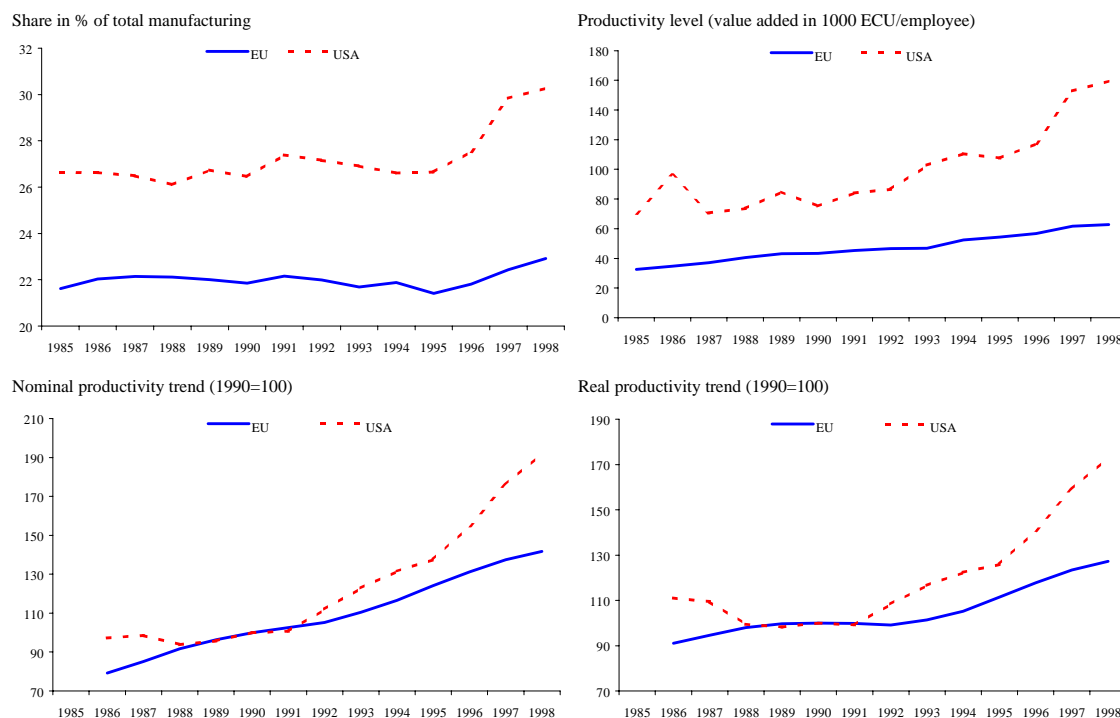 Share in % of total manufacturing
EU USA
32
30
28
26
24
22
20
1985 1986 1987 1988 1989 1990 1991 1992 1993 1994 1995 1996 1997 1998
Productivity level (value added in 1000 ECU/employee)
EU USA
180
160
140
120
100
80
60
40
20
0
1985 1986 1987 1988 1989 1990 1991 1992 1993 1994 1995 1996 1997 1998
Nominal productivity trend (1990=100)
EU USA
210
190
170
150
130
110
90
70
1985 1986 1987 1988 1989 1990 1991 1992 1993 1994 1995 1996 1997 1998
Real productivity trend (1990=100)
EU USA
190
170
150
130
110
90
70
1985 1986 1987 1988 1989 1990 1991 1992 1993 1994 1995 1996 1997 1998